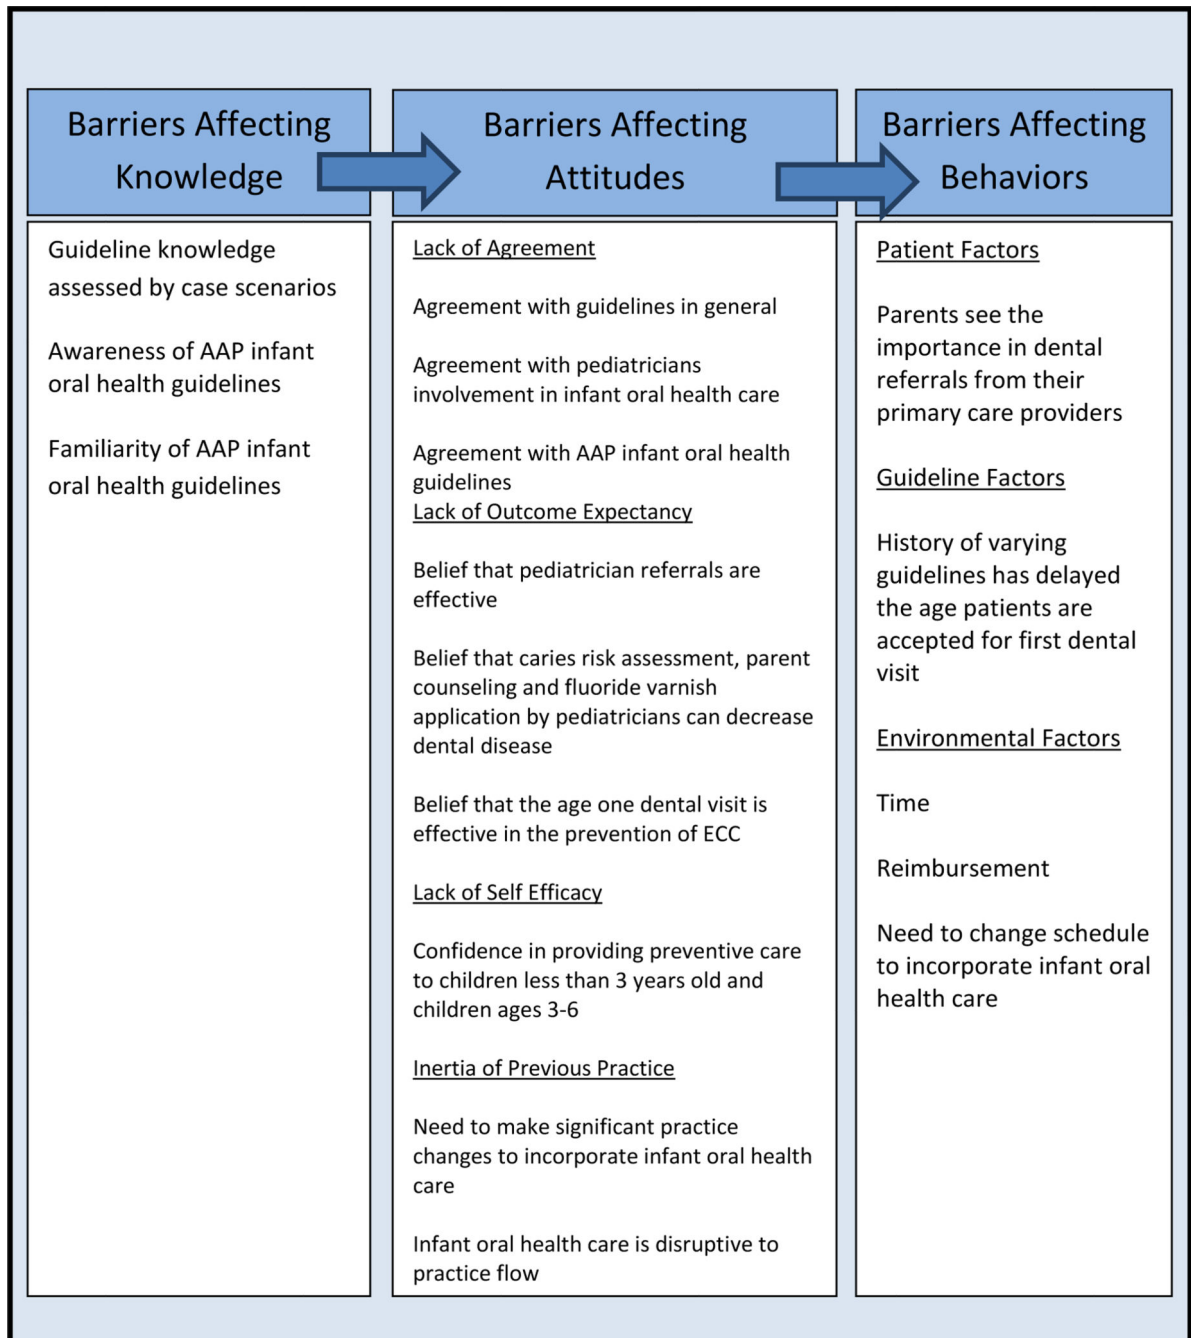 Barriers Affecting
Knowledge
Guideline knowledge
assessed by case scenarios
Awareness of AAP infant
oral health guidelines
Familiarity of AAP infant
oral health guidelines
Barriers Affecting
Attitudes
Lack of Agreement
Agreement with guidelines in general
Agreement with pediatricians
involvement in infant oral health care
Agreement with AAP infant oral health
guidelines
Lack of Outcome Expectancy
Belief that pediatrician referrals are
effective
Belief that caries risk assessment, parent
counseling and fluoride varnish
application by pediatricians can decrease
dental disease
Belief that the age one dental visit is
effective in the prevention of ECC
Lack of Self Efficacy
Confidence in providing preventive care
to children less than 3 years old and
children ages 3-6
Inertia of Previous Practice
Need to make significant practice
changes to incorporate infant oral health
care
Infant oral health care is disruptive to
practice flow
Barriers Affecting
Behaviors
Patient Factors
Parents see the
importance in dental
referrals from their
primary care providers
Guideline Factors
History of varying
guidelines has delayed
the age patients are
accepted for first dental
visit
Environmental Factors
Time
Reimbursement
Need to change schedule
to incorporate infant oral
health care